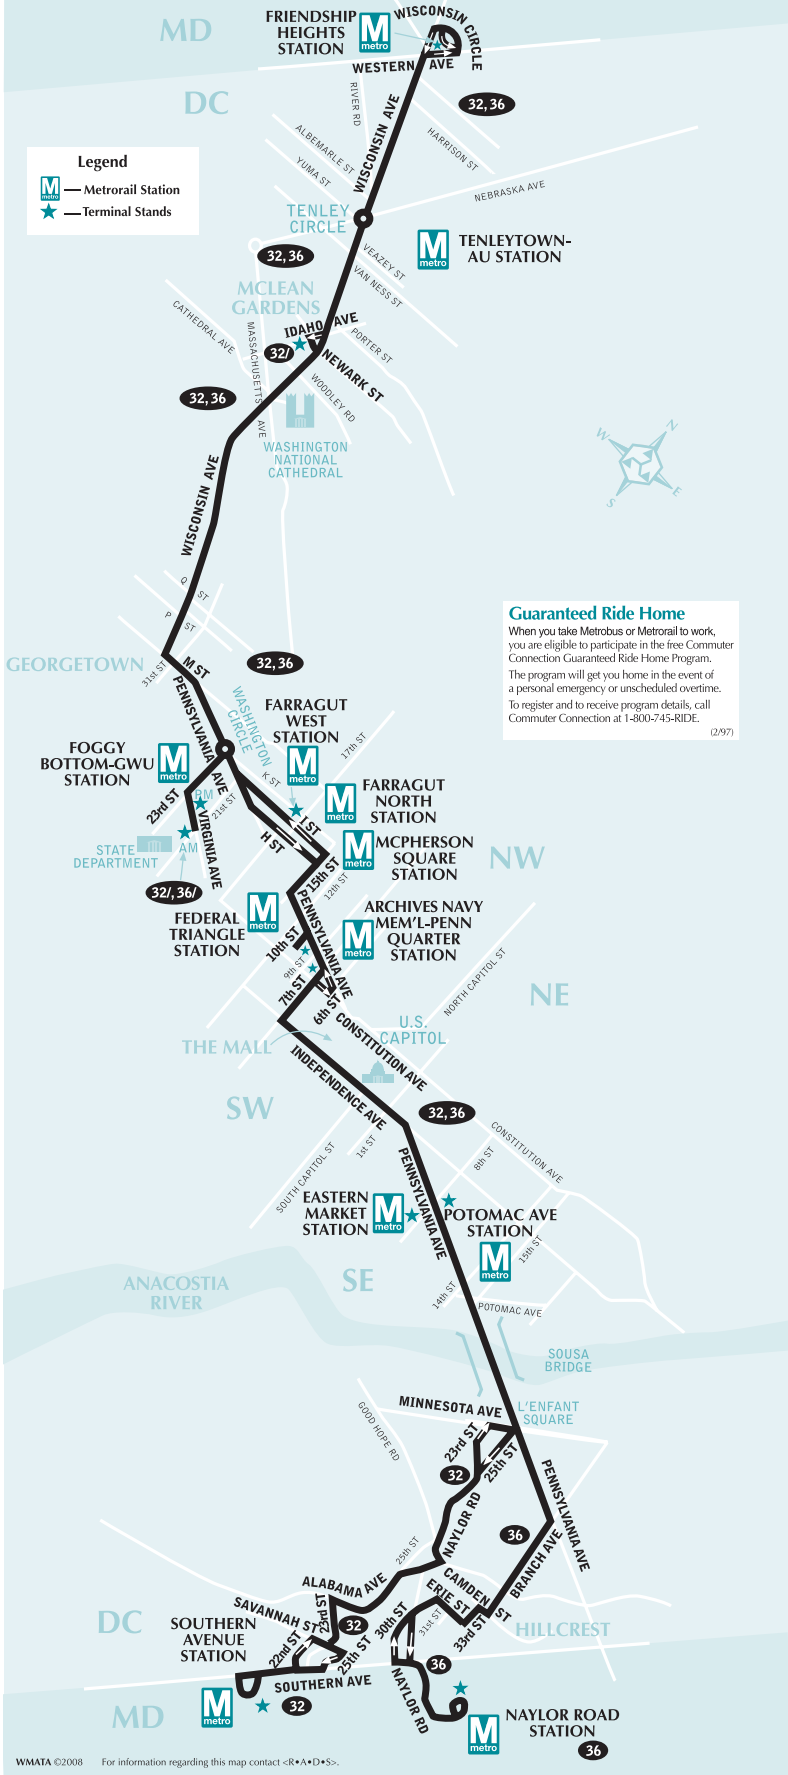 MD
FRIENDSHIP
HEIGHTS
STATION
M
metro
WISCONSIN CIRCLE
WESTERN AVE
DC
RIVER RD
WISCONSIN AVE
32, 36
HARRISON ST
ALBEMARLE ST
YUMA ST
NEBRASKA AVE
Legend
M
metro
Metrorail Station
Terminal Stands
TENLEY
CIRCLE
M
metro
TENLEYTOWN-
AU STATION
32, 36
VEAZEY ST
VAN NESS ST
MCLEAN
GARDENS
CATHEDRAL AVE
MASSACHUSETTS AVE
IDAHO AVE
32/
PORTER ST
NEWARK ST
WOODLEY RD
32, 36
WASHINGTON
NATIONAL
CATHEDRAL
N
W
E
S
WISCONSIN AVE
Q ST
P ST
Guaranteed Ride Home
When you take Metrobus or Metrorail to work,
you are eligible to participate in the free Commuter
Connection Guaranteed Ride Home Program.
The program will get you home in the event of
a personal emergency or unscheduled overtime.
To register and to receive program details, call
Commuter Connection at 1-800-745-RIDE.
(2/97)
GEORGETOWN
31st ST
M ST
32, 36
PENNSYLVANIA AVE
WASHINGTON
CIRCLE
FARRAGUT
WEST
STATION
M
metro
17th ST
FOGGY
BOTTOM-GWU
STATION
M
metro
K ST
FARRAGUT
NORTH
STATION
M
metro
23rd ST
PM
21st ST
I ST
H ST
VIRGINIA AVE
AM
STATE
DEPARTMENT
MCPHERSON
SQUARE
STATION
M
metro
NW
15th ST
12th ST
32/, 36/
FEDERAL
TRIANGLE
STATION
M
metro
PENNSYLVANIA AVE
ARCHIVES NAVY
MEM'L-PENN
QUARTER
STATION
M
metro
10th ST
9th ST
7th ST
6th ST
NORTH CAPITOL ST
NE
CONSTITUTION AVE
U.S.
CAPITOL
THE MALL
INDEPENDENCE AVE
SW
32, 36
CONSTITUTION AVE
1st ST
8th ST
SOUTH CAPITOL ST
PENNSYLVANIA AVE
EASTERN
MARKET
STATION
M
metro
POTOMAC AVE
STATION
M
metro
15th ST
ANACOSTIA
RIVER
SE
14th ST
POTOMAC AVE
SOUSA
BRIDGE
MINNESOTA AVE
L'ENFANT
SQUARE
GOOD HOPE RD
23rd ST
25th ST
32
PENNSYLVANIA AVE
NAYLOR RD
36
25th ST
BRANCH AVE
ALABAMA AVE
CAMDEN ST
ERIE ST
SAVANNAH ST
23rd ST
DC
SOUTHERN
AVENUE
STATION
32
30th ST
31st ST
33rd ST
HILLCREST
22nd ST
25th ST
36
SOUTHERN AVE
NAYLOR RD
M
metro
32
MD
M
metro
NAYLOR ROAD
STATION
36
WMATA ©2008
For information regarding this map contact <R•A•D•S>.